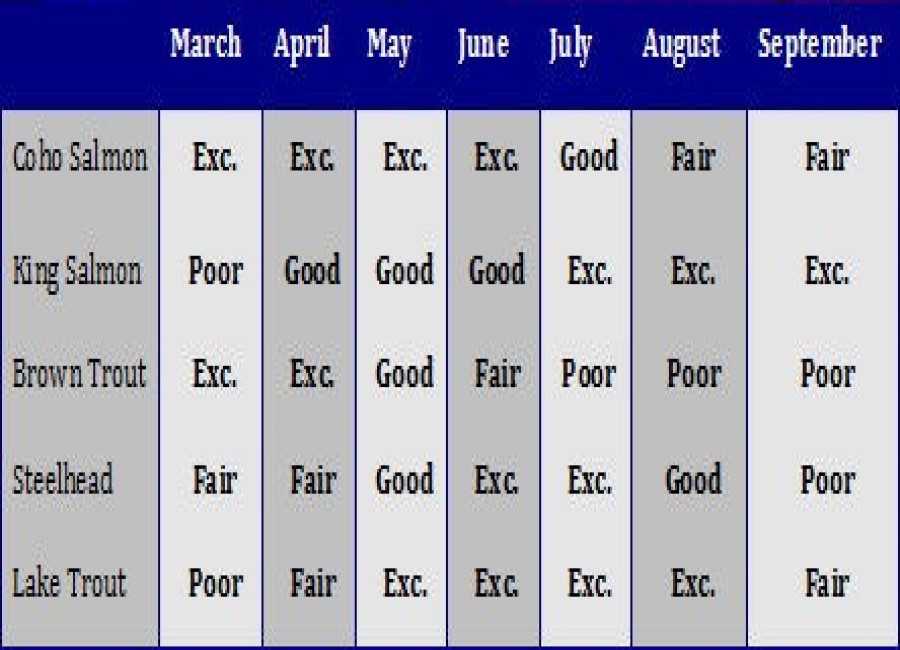 March April May June July August September
Coho Salmon Exc. Exc. Exc. Exc. Good Fair Fair
King Salmon Poor Good Good Good Exc. Exc. Exc.
Brown Trout Exc. Exc. Good Fair Poor Poor Poor
Steelhead Fair Fair Good Exc. Exc. Good Poor
Lake Trout Poor Fair Exc. Exc. Exc. Exc. Fair